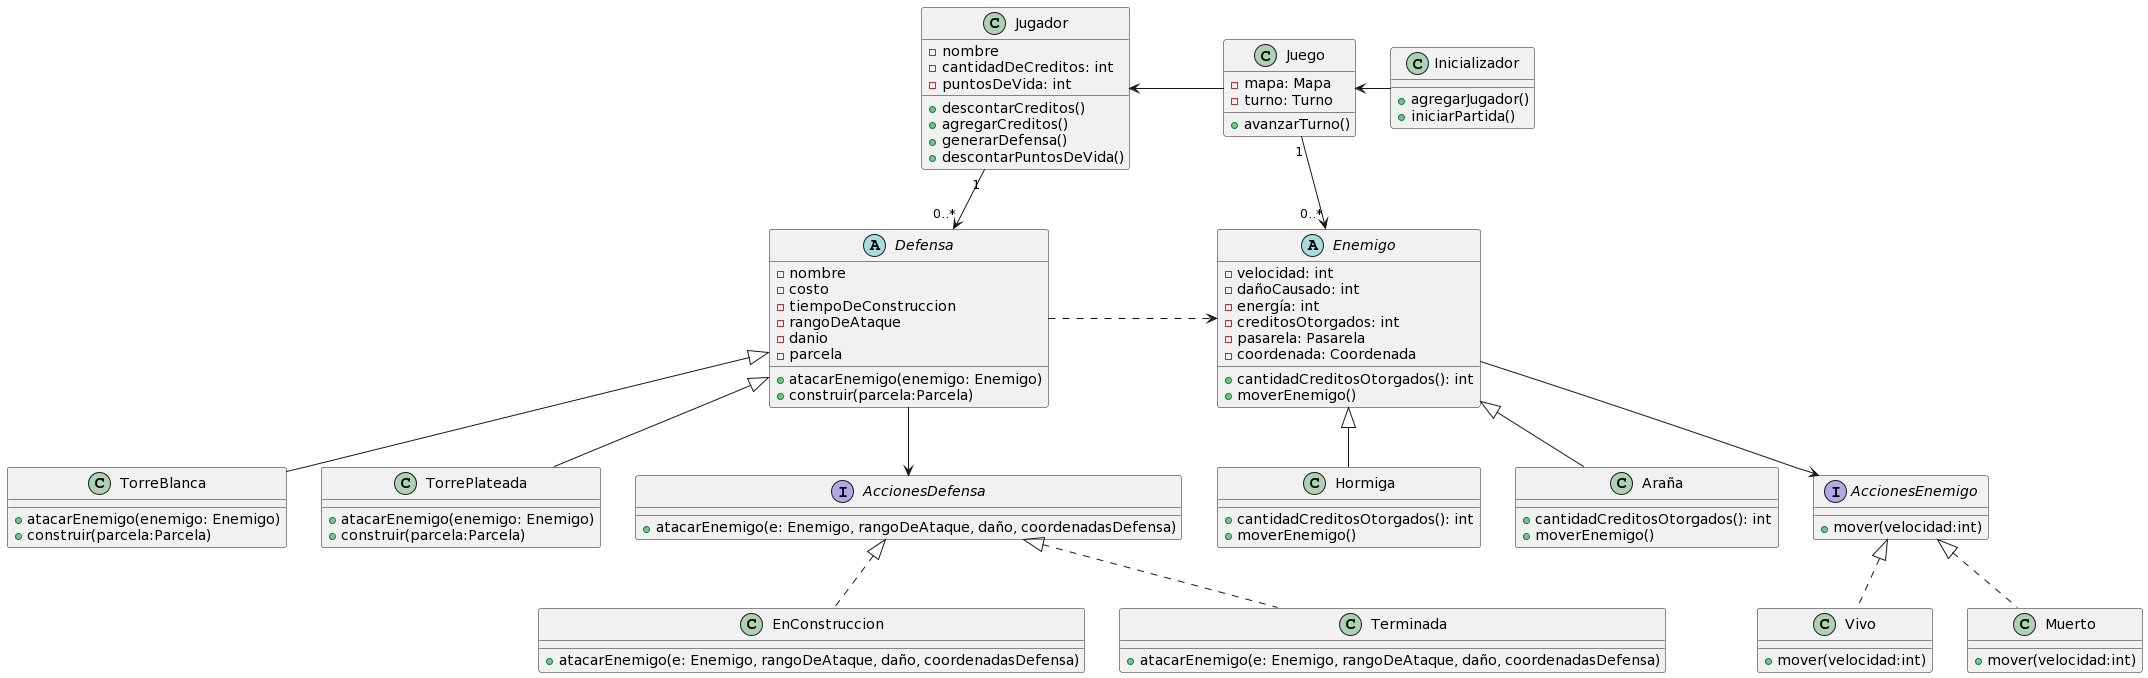 Jugador
nombre
cantidadDeCreditos: int
puntosDeVida: int
descontarCreditos()
agregarCreditos()
generarDefensa()
descontarPuntosDeVida()
Juego
mapa: Mapa
turno: Turno
avanzarTurno()
Inicializador
agregarJugador()
iniciarPartida()
1
0..*
1
0..*
Defensa
nombre
costo
tiempoDeConstruccion
rangoDeAtaque
danio
parcela
atacarEnemigo(enemigo: Enemigo)
construir(parcela:Parcela)
Enemigo
velocidad: int
dañoCausado: int
energía: int
creditosOtorgados: int
pasarela: Pasarela
coordenada: Coordenada
cantidadCreditosOtorgados(): int
moverEnemigo()
TorreBlanca
atacarEnemigo(enemigo: Enemigo)
construir(parcela:Parcela)
TorrePlateada
atacarEnemigo(enemigo: Enemigo)
construir(parcela:Parcela)
AccionesDefensa
atacarEnemigo(e: Enemigo, rangoDeAtaque, daño, coordenadasDefensa)
Hormiga
cantidadCreditosOtorgados(): int
moverEnemigo()
Araña
cantidadCreditosOtorgados(): int
moverEnemigo()
AccionesEnemigo
mover(velocidad:int)
EnConstruccion
atacarEnemigo(e: Enemigo, rangoDeAtaque, daño, coordenadasDefensa)
Terminada
atacarEnemigo(e: Enemigo, rangoDeAtaque, daño, coordenadasDefensa)
Vivo
mover(velocidad:int)
Muerto
mover(velocidad:int)